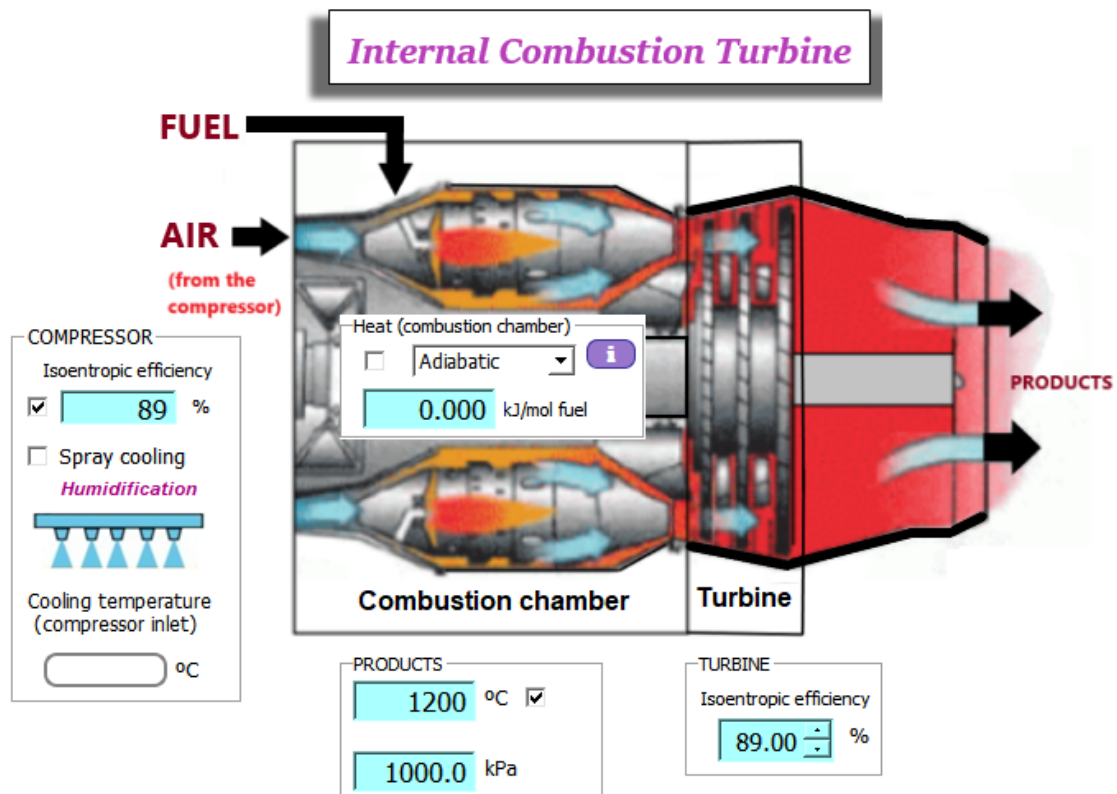 Internal Combustion Turbine
FUEL
AIR
(from the
compressor)
COMPRESSOR
Isoentropic efficiency
89 %
Spray cooling
Humidification
Cooling temperature
(compressor inlet)
ºC
Heat (combustion chamber)
Adiabatic
i
0.000 kJ/mol fuel
PRODUCTS
Combustion chamber
Turbine
PRODUCTS
1200 ºC
1000.0 kPa
TURBINE
Isoentropic efficiency
89.00 %